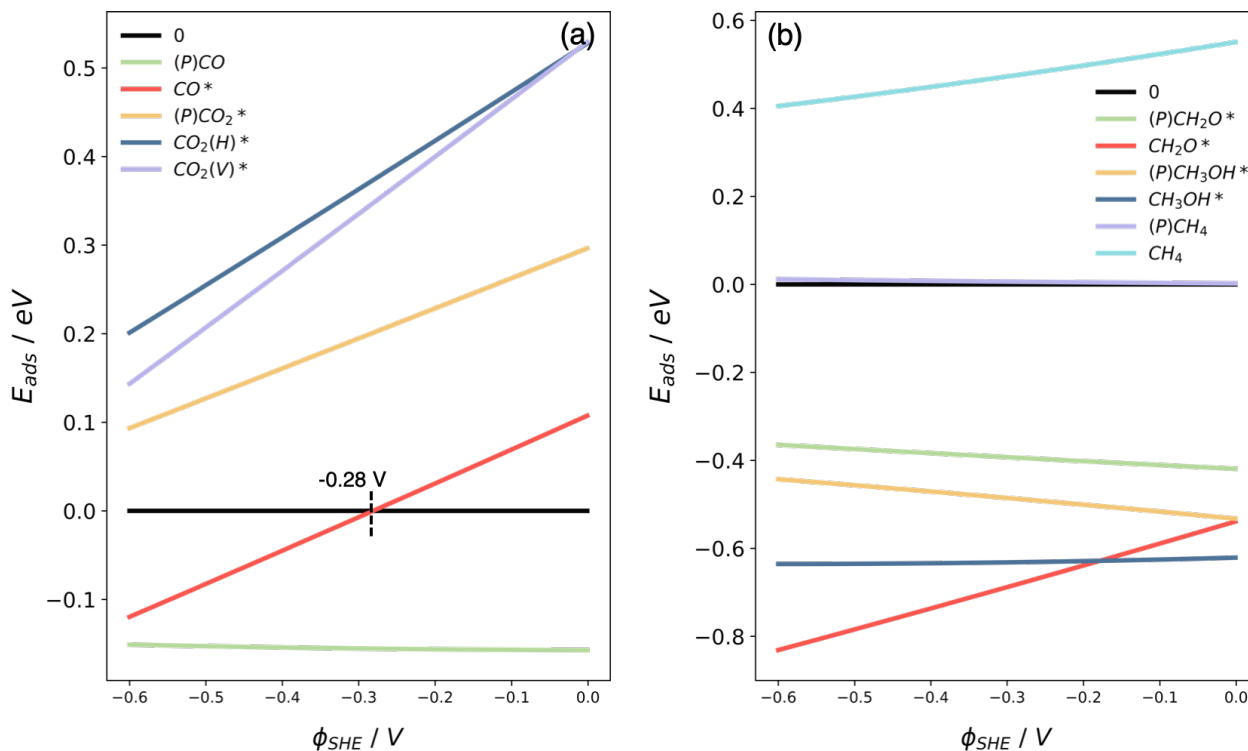 (a)
0
(P)CO
CO*
(P)CO₂*
CO₂(H)*
CO₂(V)*
0.5
0.4
0.3
0.2
0.1
0.0
−0.1
E_ads / eV
-0.28 V
−0.6 −0.5 −0.4 −0.3 −0.2 −0.1 0.0
ϕ_SHE / V
(b)
0
(P)CH₂O*
CH₂O*
(P)CH₃OH*
CH₃OH*
(P)CH₄
CH₄
0.6
0.4
0.2
0.0
−0.2
−0.4
−0.6
−0.8
E_ads / eV
−0.6 −0.5 −0.4 −0.3 −0.2 −0.1 0.0
ϕ_SHE / V